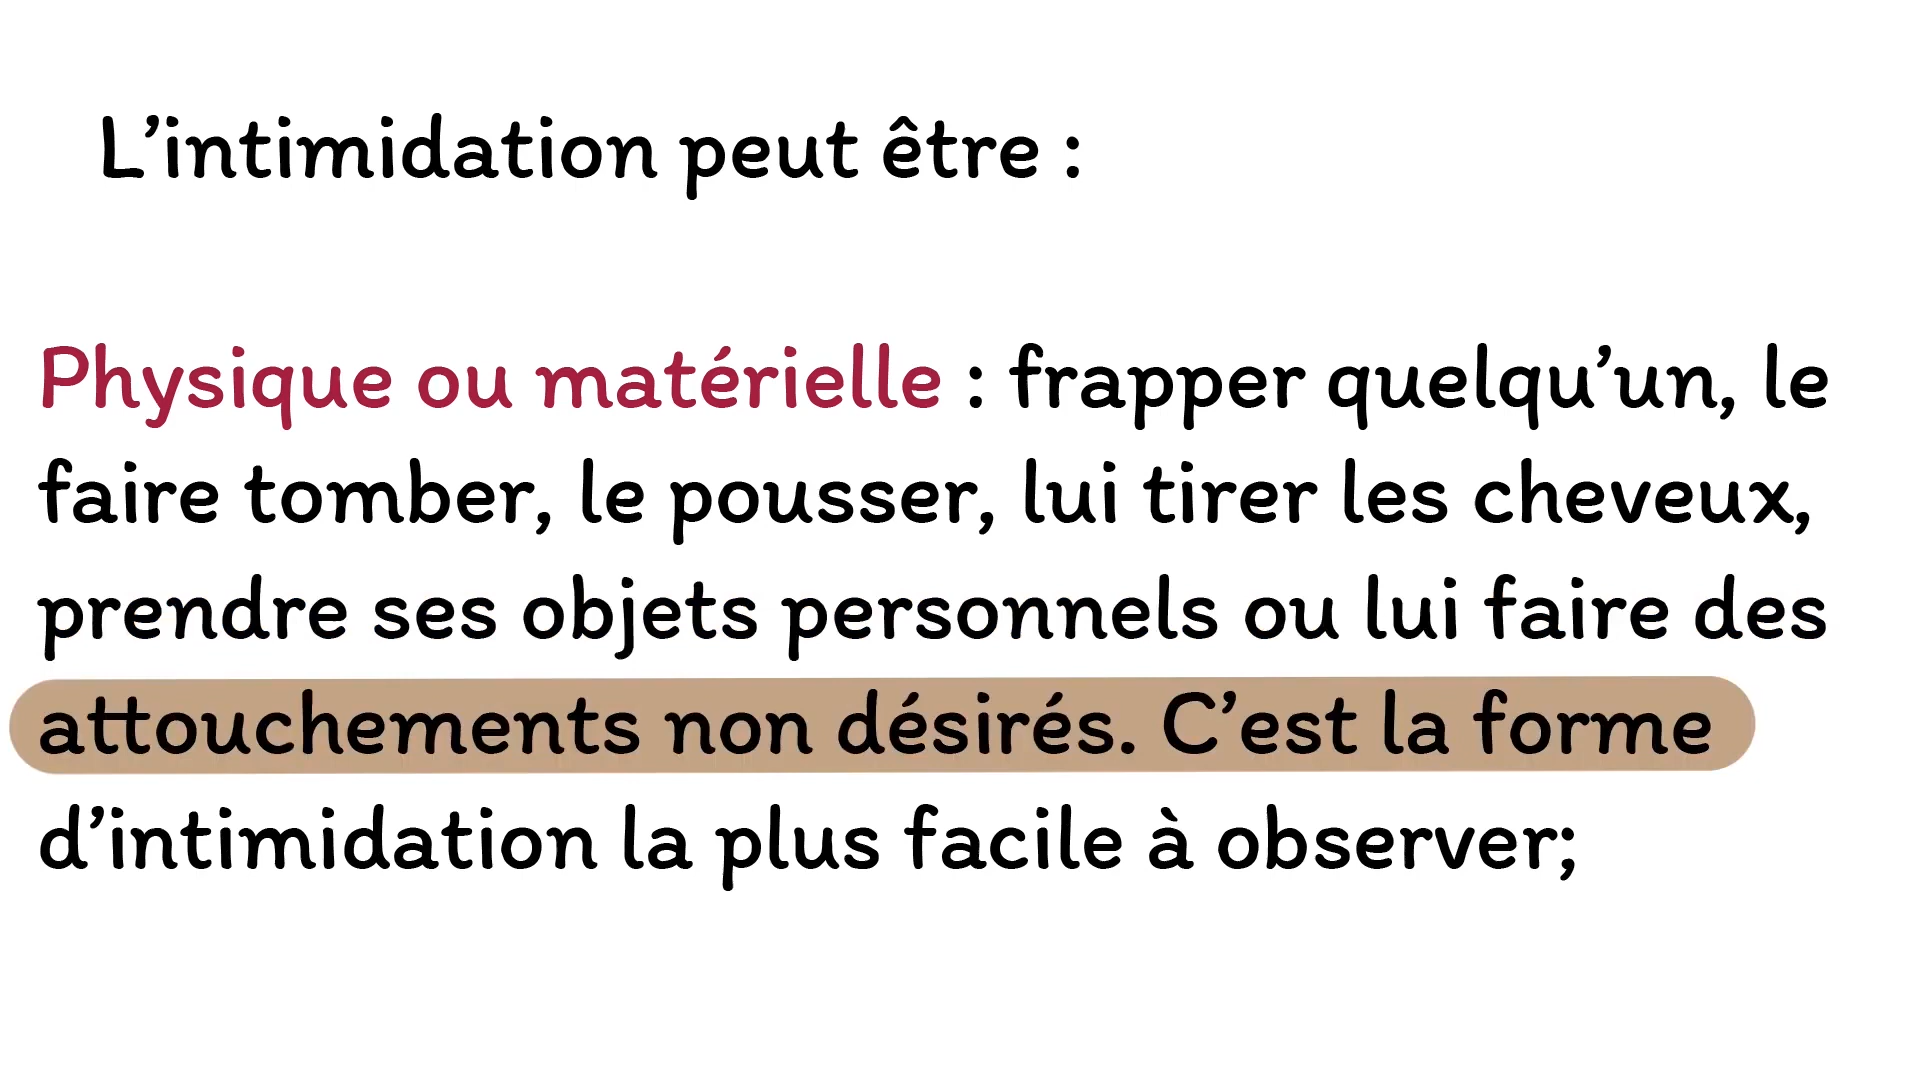 L’intimidation peut être :
Physique ou matérielle : frapper quelqu’un, le
faire tomber, le pousser, lui tirer les cheveux,
prendre ses objets personnels ou lui faire des
attouchements non désirés. C’est la forme
d’intimidation la plus facile à observer;